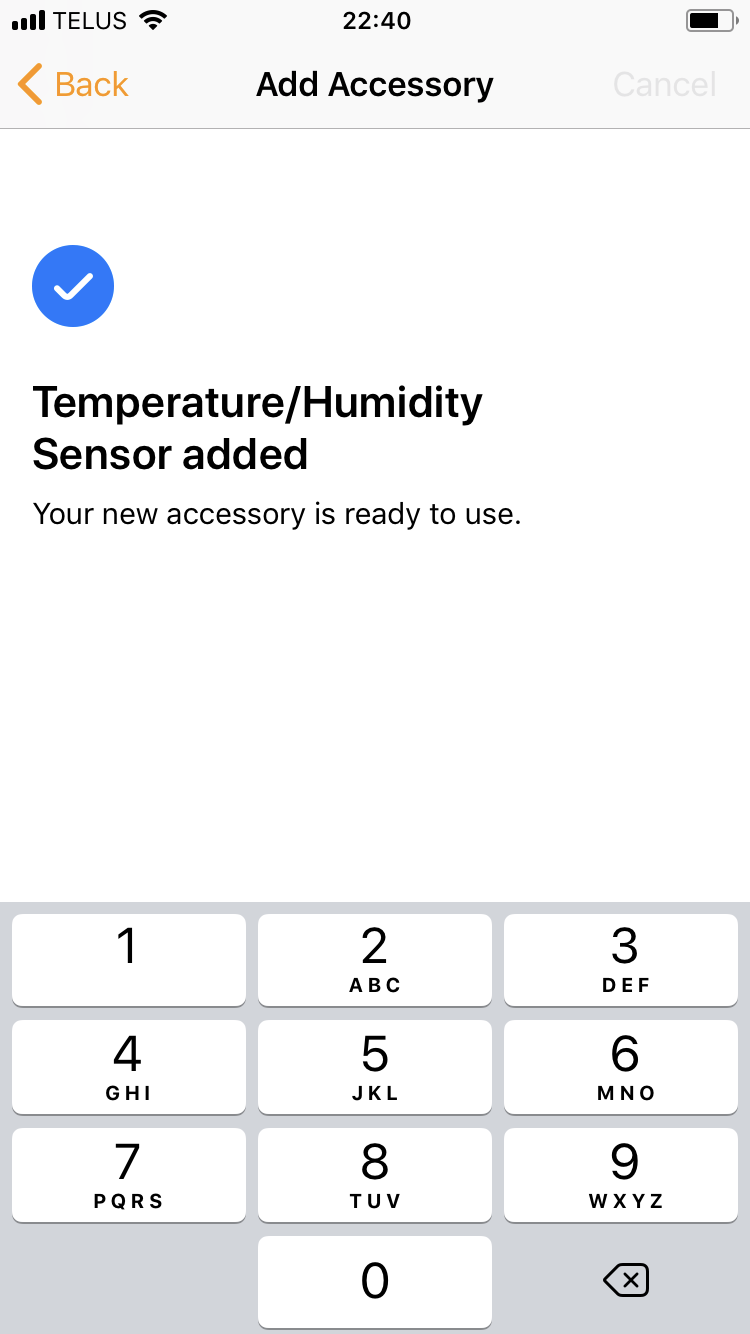 TELUS 22:40
Back Add Accessory Cancel
Temperature/Humidity
Sensor added
Your new accessory is ready to use.
1 2 3
ABC DEF
4 5 6
GHI JKL MNO
7 8 9
PQRS TUV WXYZ
0